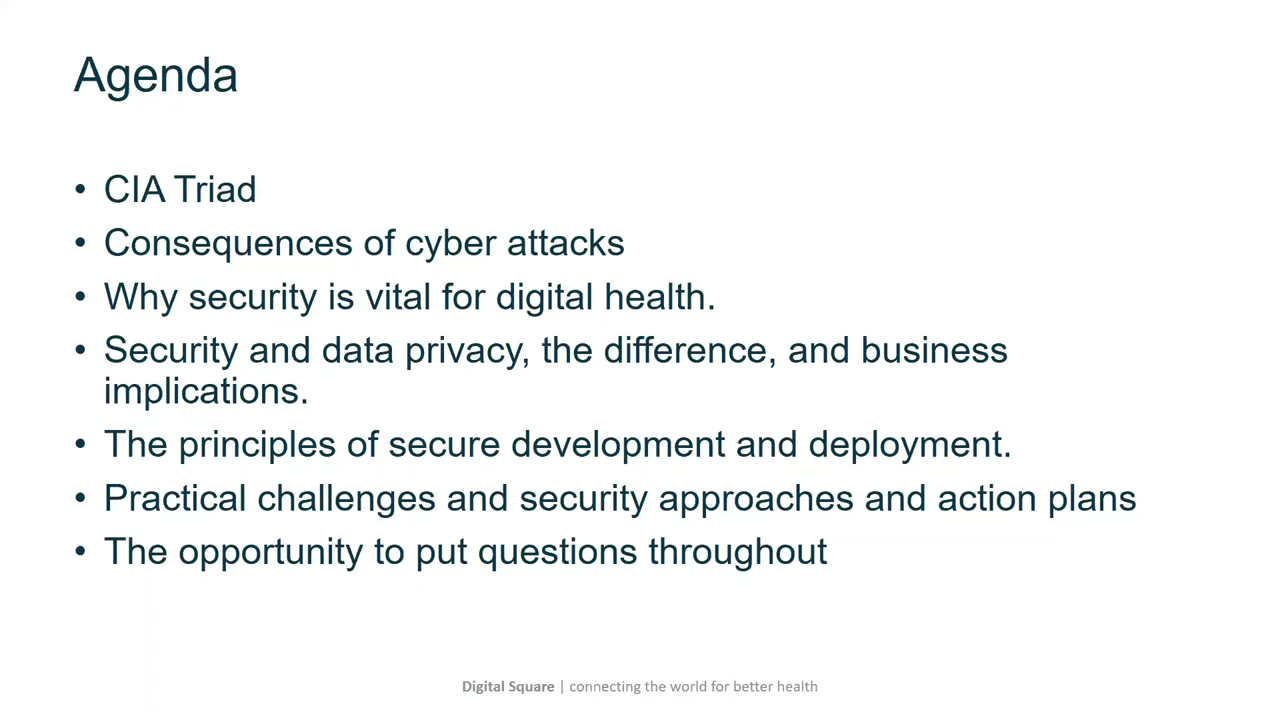 Agenda
• CIA Triad
• Consequences of cyber attacks
• Why security is vital for digital health.
• Security and data privacy, the difference, and business
implications.
• The principles of secure development and deployment.
• Practical challenges and security approaches and action plans
• The opportunity to put questions throughout
Digital Square | connecting the world for better health